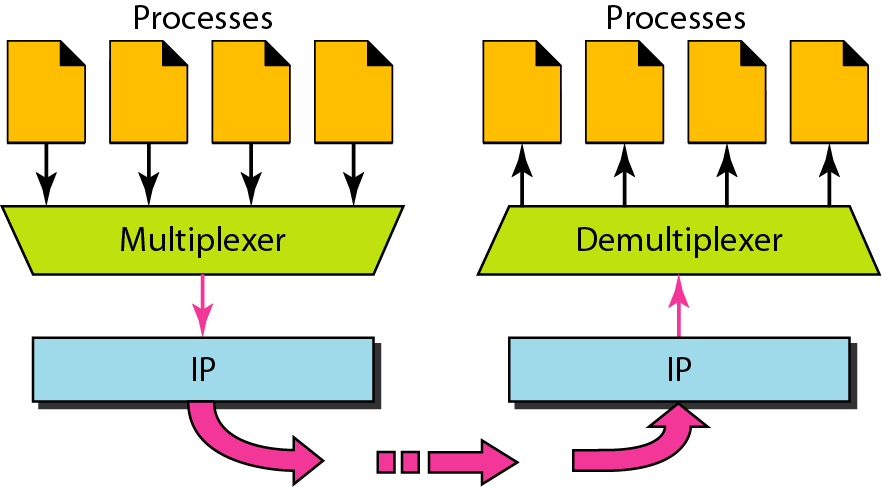 Processes
Processes
Multiplexer
Demultiplexer
IP
IP